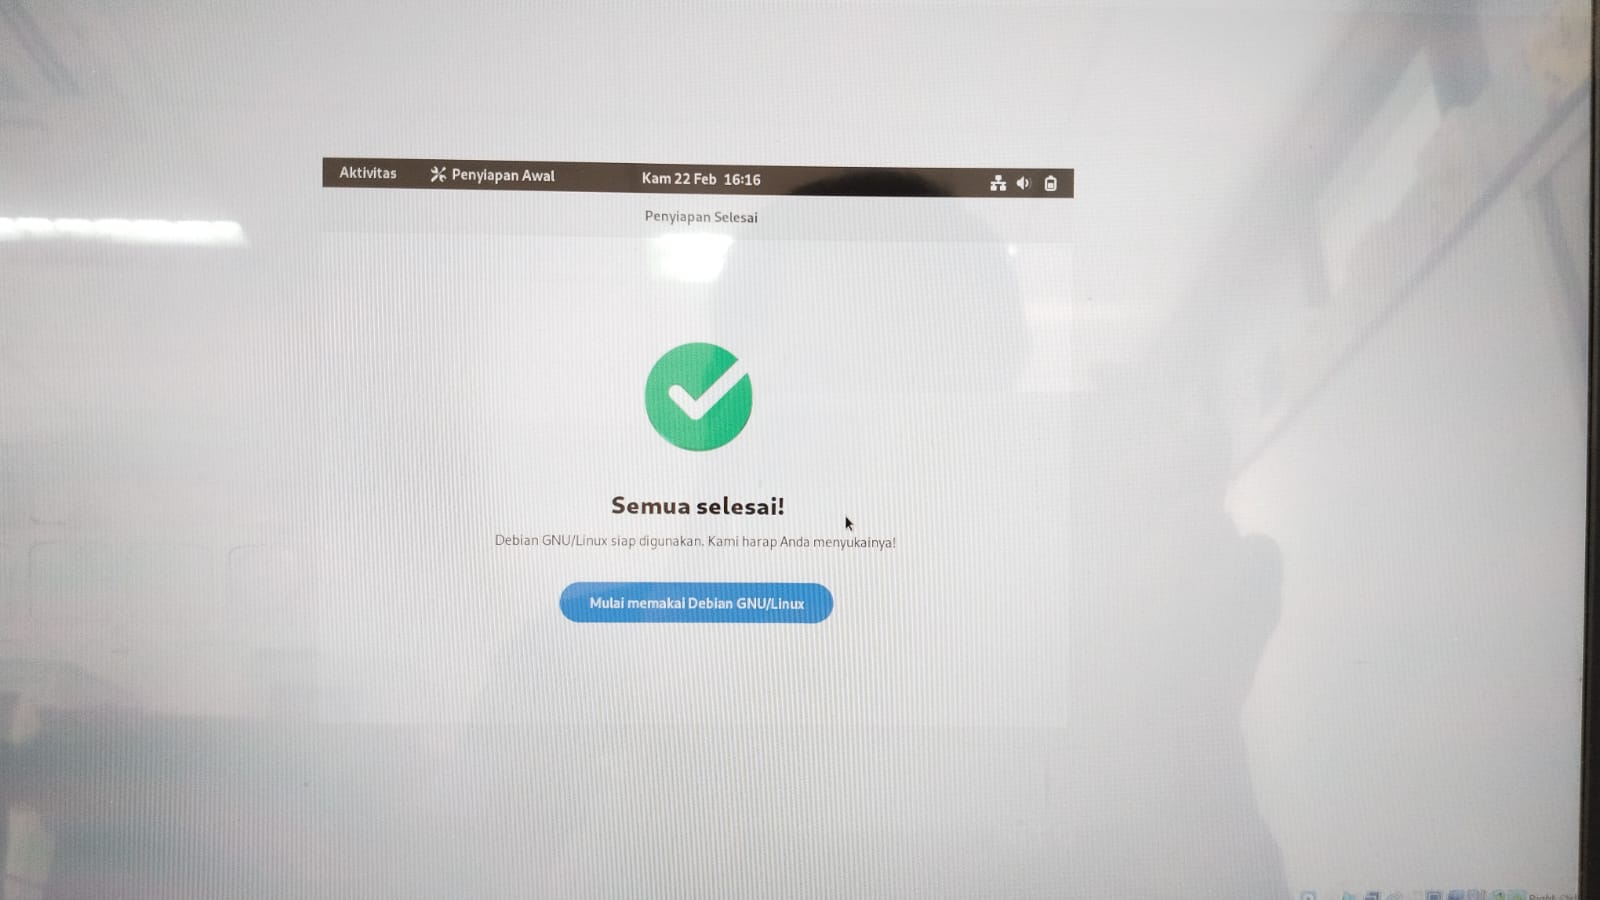 Aktivitas Penyiapan Awal Kam 22 Feb 16:16
Penyiapan Selesai
Semua selesai!
Debian GNU/Linux siap digunakan. Kami harap Anda menyukainya!
Mulai memakai Debian GNU/Linux